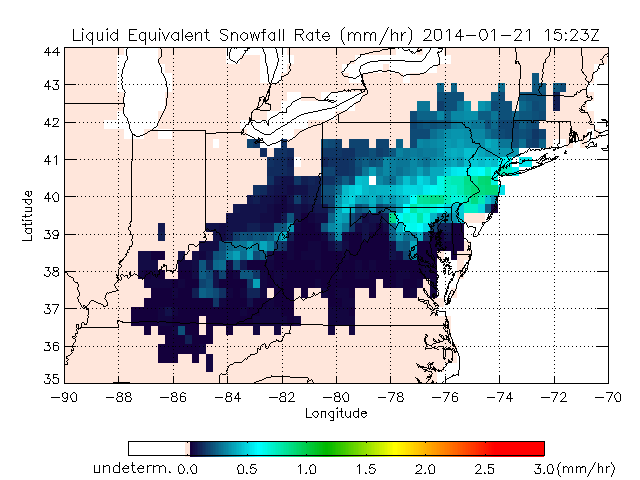 Liquid Equivalent Snowfall Rate (mm/hr) 2014-01-21 15:23Z
44
43
42
41
40
39
38
37
36
35
Latitude
-90 -88 -86 -84 -82 -80 -78 -76 -74 -72 -70
Longitude
undeterm. 0.0 0.5 1.0 1.5 2.0 2.5 3.0(mm/hr)